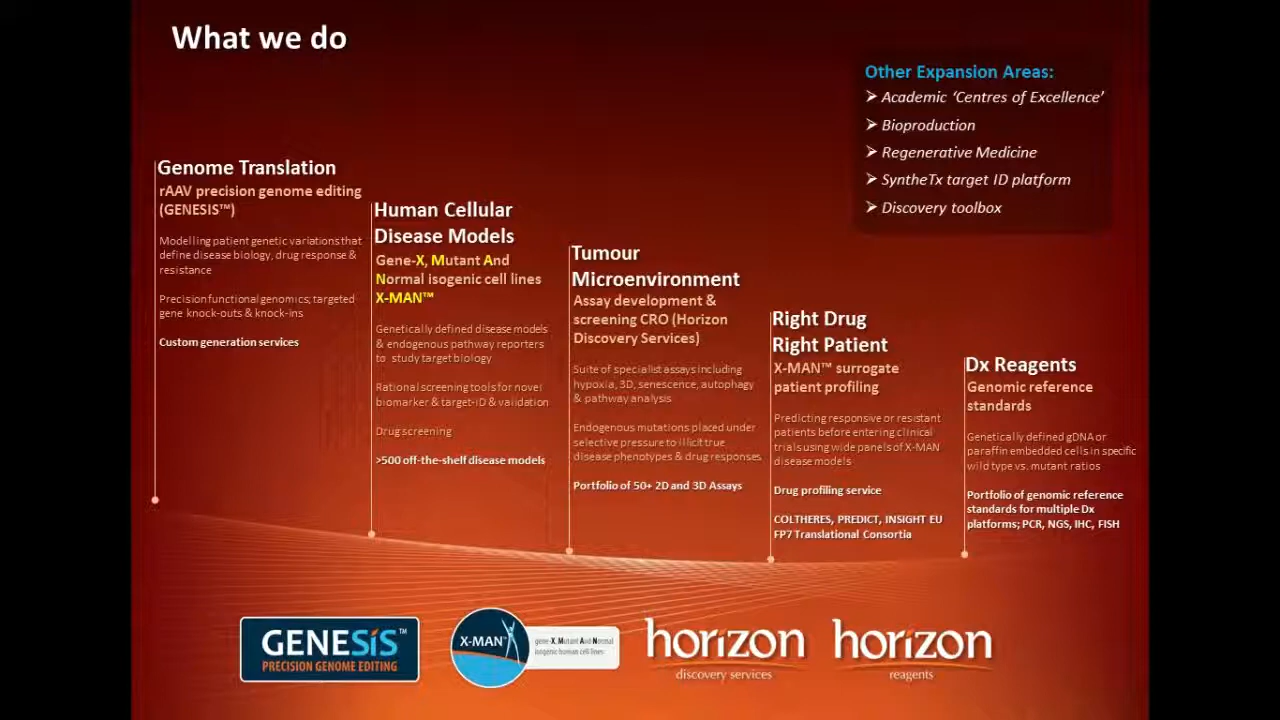 What we do
Other Expansion Areas:
➢ Academic ‘Centres of Excellence’
➢ Bioproduction
➢ Regenerative Medicine
➢ SyntheTx target ID platform
➢ Discovery toolbox
Genome Translation
rAAV precision genome editing
(GENESIS™)
Modelling patient genetic variations that
define disease biology, drug response &
resistance
Precision functional genomics; targeted
gene knock-outs & knock-ins
Custom generation services
Human Cellular
Disease Models
Gene-X, Mutant And
Normal isogenic cell lines
X-MAN™
Genetically defined disease models
& endogenous pathway reporters
to study target biology
Rational screening tools for novel
biomarker & target-ID & validation
Drug screening
>500 off-the-shelf disease models
Tumour
Microenvironment
Assay development &
screening CRO (Horizon
Discovery Services)
Suite of specialist assays including
hypoxia, 3D, senescence, autophagy
& pathway analysis
Endogenous mutations placed under
selective pressure to illicit true
disease phenotypes & drug responses
Portfolio of 50+ 2D and 3D Assays
Right Drug
Right Patient
X-MAN™ surrogate
patient profiling
Predicting responsive or resistant
patients before entering clinical
trials using wide panels of X-MAN
disease models
Drug profiling service
COLTHERES, PREDICT, INSIGHT EU
FP7 Translational Consortia
Dx Reagents
Genomic reference
standards
Genetically defined gDNA or
paraffin embedded cells in specific
wild type vs. mutant ratios
Portfolio of genomic reference
standards for multiple Dx
platforms; PCR, NGS, IHC, FISH
GENESIS™
PRECISION GENOME EDITING
X-MAN™
gene-X, Mutant And Normal
isogenic human cell-lines
horizon
discovery services
horizon
reagents